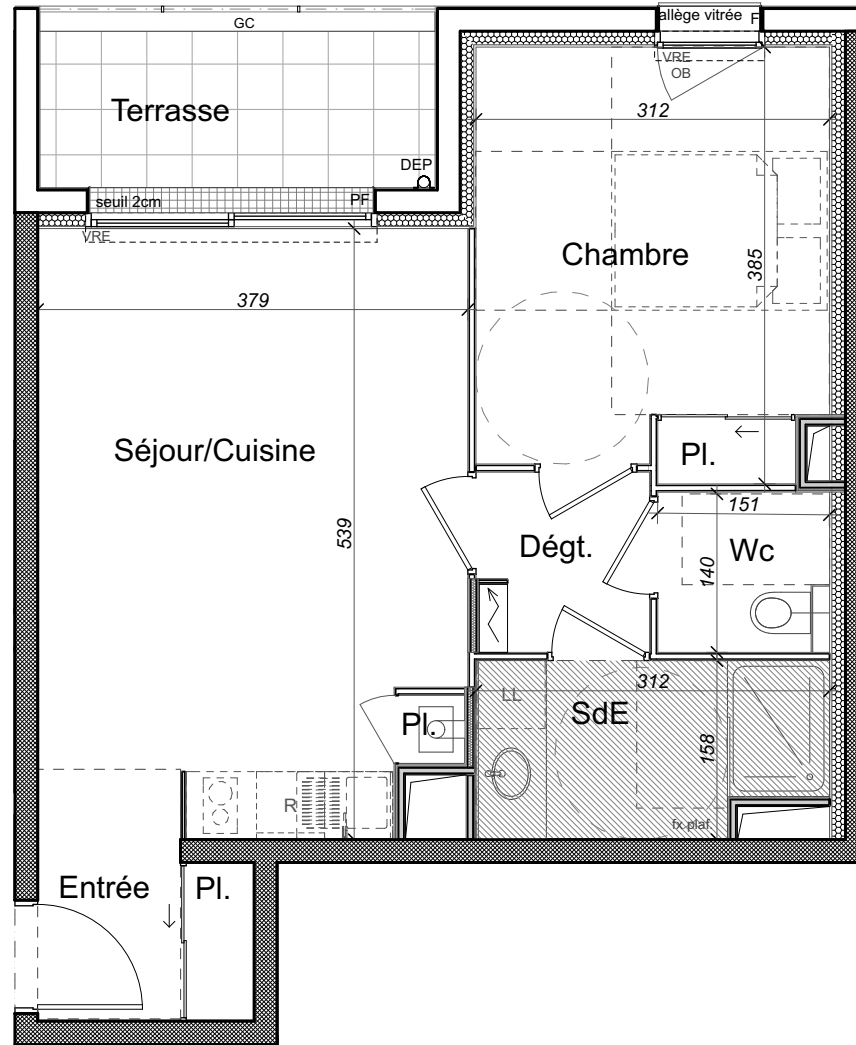 GC
allège vitrée F
VRE
OB
Terrasse
312
DEP
seuil 2cm PF
VRE
Chambre
385
379
Séjour/Cuisine
Pl.
151
539
Dégt.
Wc
140
312
LL
SdE
Pl.
158
R
fx plaf.
Entrée
Pl.